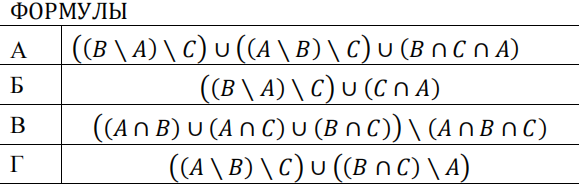 ФОРМУЛЫ
А ((B \ A) \ C) ∪ ((A \ B) \ C) ∪ (B ∩ C ∩ A)
Б ((B \ A) \ C) ∪ (C ∩ A)
В ((A ∩ B) ∪ (A ∩ C) ∪ (B ∩ C)) \ (A ∩ B ∩ C)
Г ((A \ B) \ C) ∪ ((B ∩ C) \ A)